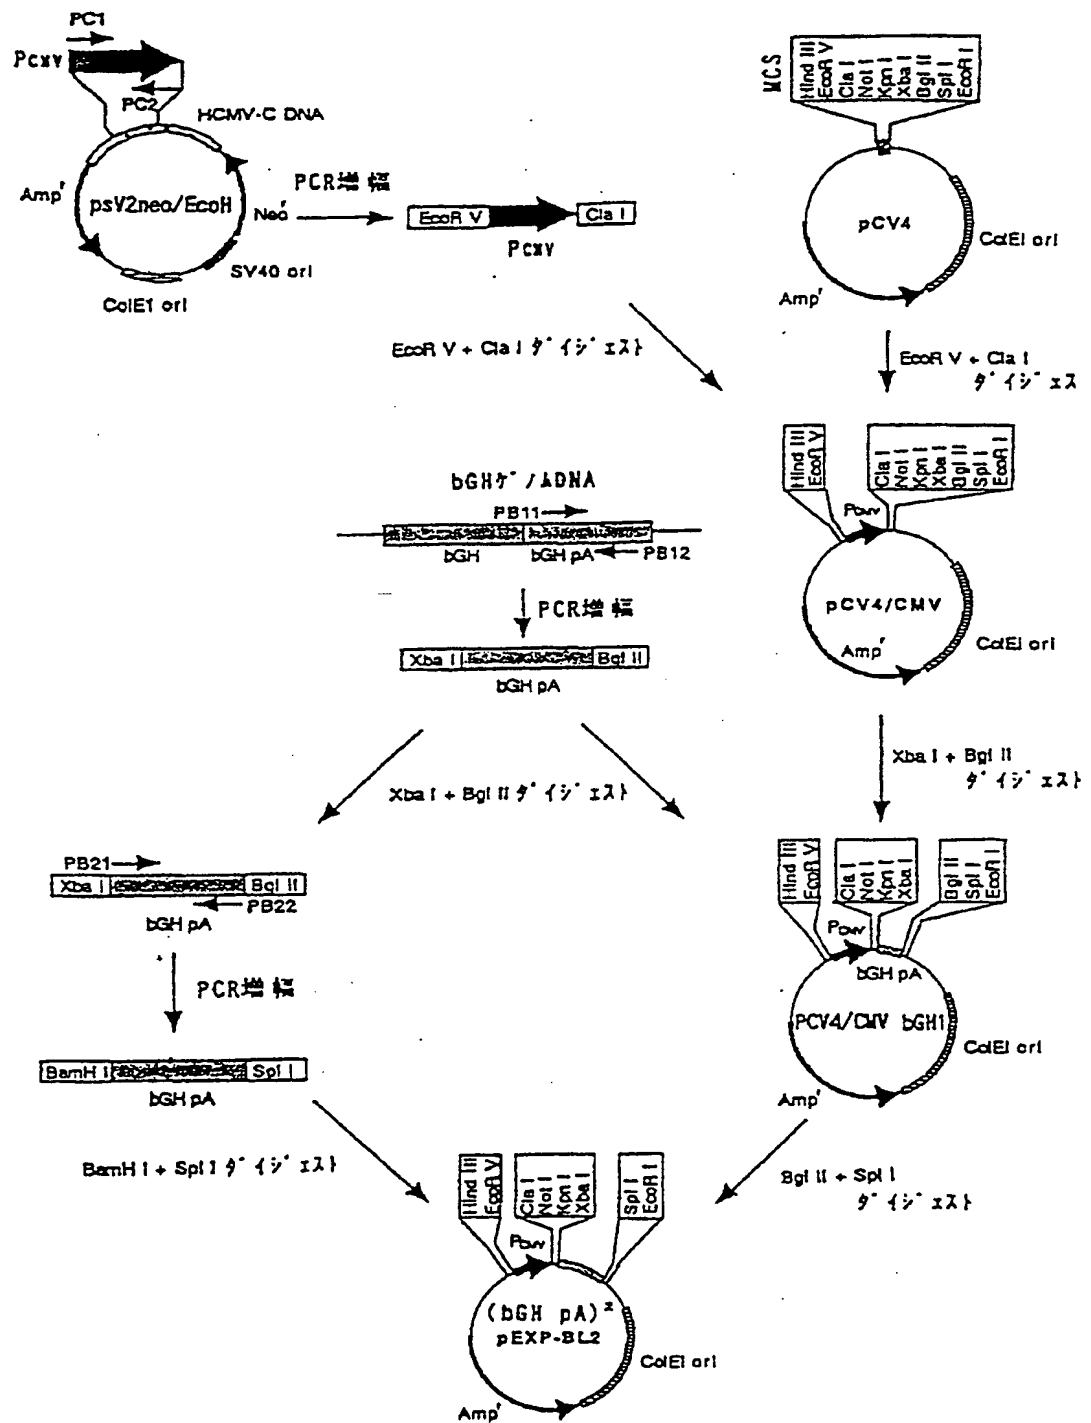 PC1
PCXV
PC2
HCMV-C DNA
Amp^r
psV2neo/EcoH
Neo^r
SV40 ori
ColE1 ori
PCR増幅
EcoR V
Cla I
PCXV
MCS
Hind III
EcoR V
Cla I
Not I
Kpn I
Xba I
Bgl II
Spl I
EcoR I
pCV4
ColEI ori
Amp^r
EcoR V + Cla I ダイジェスト
EcoR V + Cla I
ダイジェス
Hind III
EcoR V
Cla I
Not I
Kpn I
Xba I
Bgl II
Spl I
EcoR I
PCMV
pCV4/CMV
Amp^r
ColEI ori
bGHゲノムDNA
PB11
bGH
bGH pA
PB12
PCR増幅
Xba I
Bgl II
bGH pA
Xba I + Bgl II ダイジェスト
Xba I + Bgl II
ダイジェスト
PB21
Xba I
Bgl II
PB22
bGH pA
PCR増幅
BamH I
Spl I
bGH pA
BamH I + Spl I ダイジェスト
Hind III
EcoR V
Cla I
Not I
Kpn I
Xba I
Bgl II
Spl I
EcoR I
PCMV
bGH pA
PCV4/CMV bGH1
ColEI ori
Amp^r
Bgl II + Spl I
ダイジェスト
Hind III
EcoR V
Cla I
Not I
Kpn I
Xba I
Spl I
EcoR I
PCMV
(bGH pA)²
pEXP-BL2
ColEI ori
Amp^r